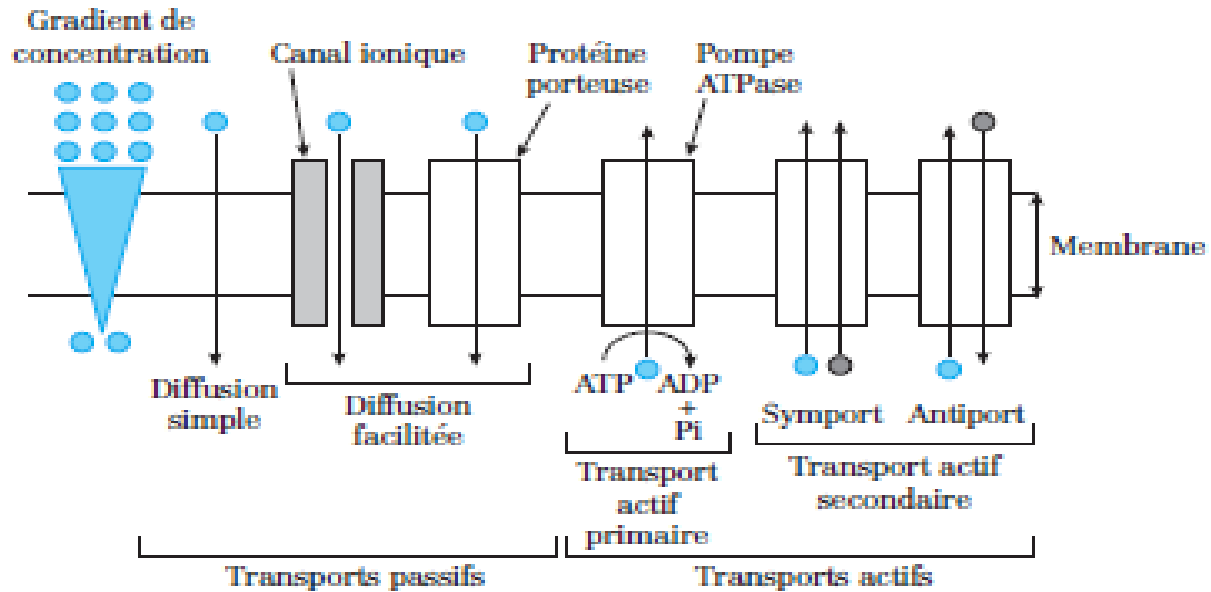 Gradient de
concentration
Canal ionique
Protéine
porteuse
Pompe
ATPase
Membrane
Diffusion
simple
Diffusion
facilitée
ATP
ADP
+
Pi
Symport
Antiport
Transport
actif
primaire
Transport actif
secondaire
Transports passifs
Transports actifs